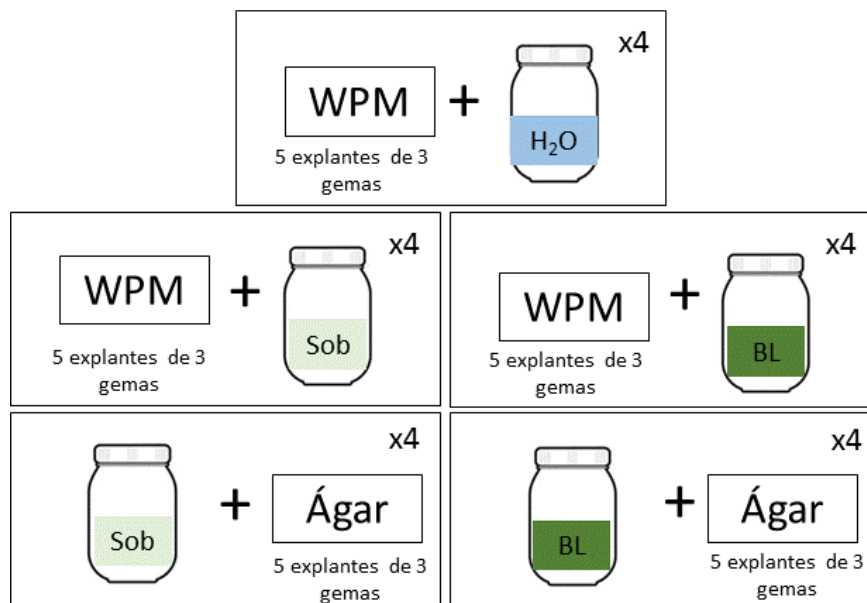 x4
WPM + H₂O
5 explantes de 3
gemas
x4
WPM + Sob
5 explantes de 3
gemas
x4
WPM + BL
5 explantes de 3
gemas
x4
Sob + Ágar
5 explantes de 3
gemas
x4
BL + Ágar
5 explantes de 3
gemas